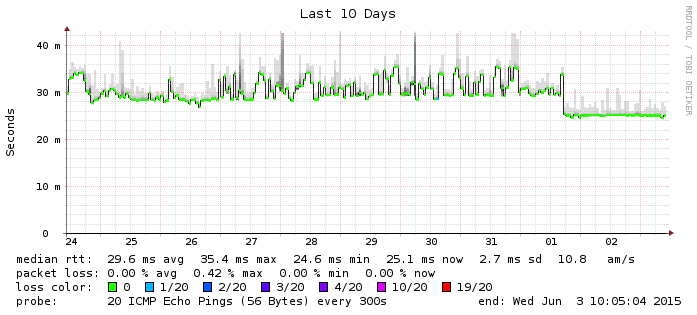 Last 10 Days
RRDTOOL / TOBI OETIKER
Seconds
40 m
30 m
20 m
10 m
0
24 25 26 27 28 29 30 31 01 02
median rtt: 29.6 ms avg 35.4 ms max 24.6 ms min 25.1 ms now 2.7 ms sd 10.8 am/s
packet loss: 0.00 % avg 0.42 % max 0.00 % min 0.00 % now
loss color: 0 1/20 2/20 3/20 4/20 10/20 19/20
probe: 20 ICMP Echo Pings (56 Bytes) every 300s end: Wed Jun 3 10:05:04 2015